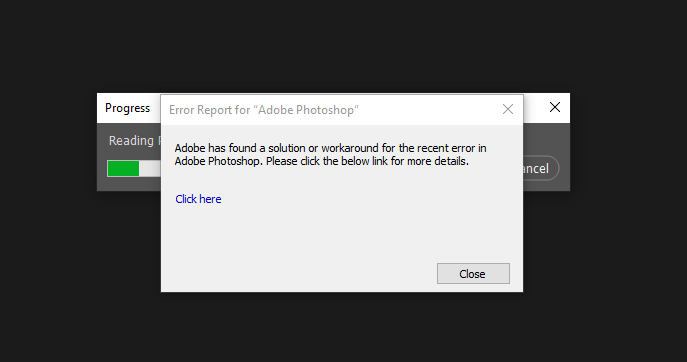 Progress
Error Report for “Adobe Photoshop”
Reading
Adobe has found a solution or workaround for the recent error in
Adobe Photoshop. Please click the below link for more details.
ancel
Click here
Close